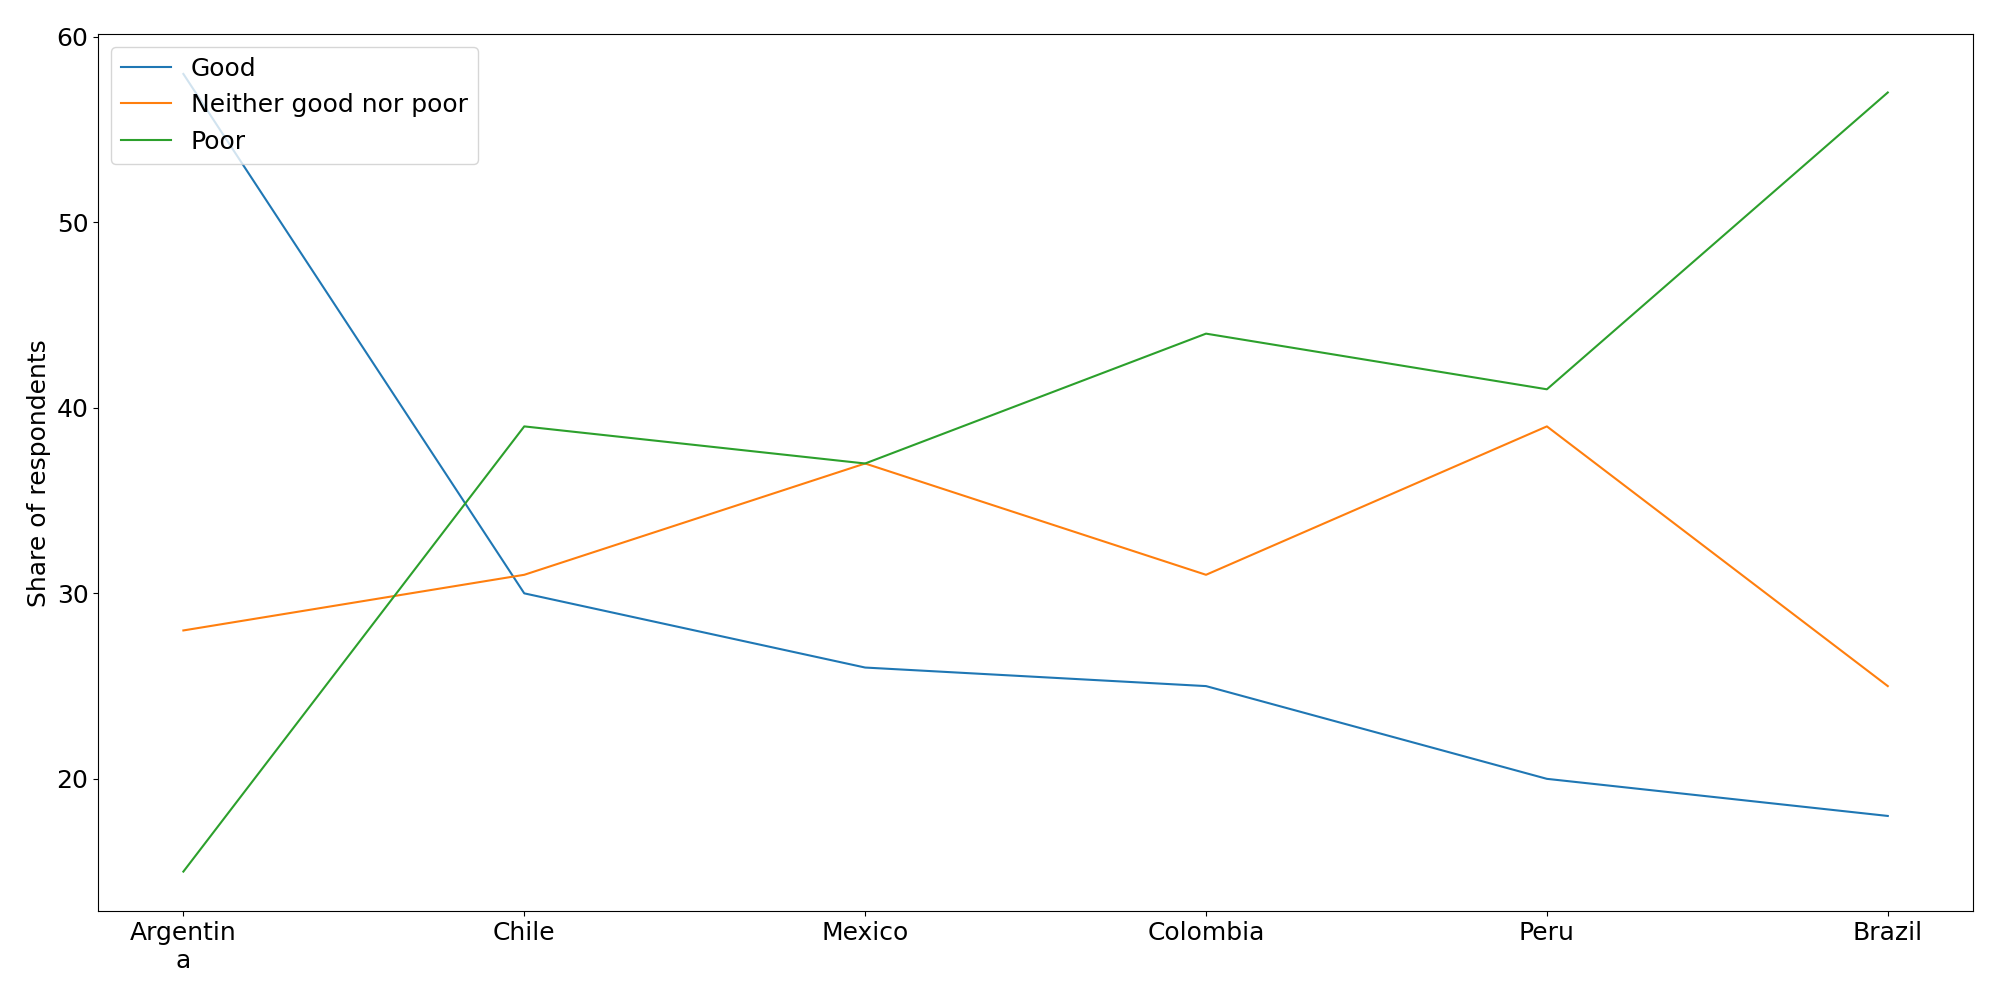 60
50
40
30
20
Share of respondents
Good
Neither good nor poor
Poor
Argentin
a
Chile
Mexico
Colombia
Peru
Brazil